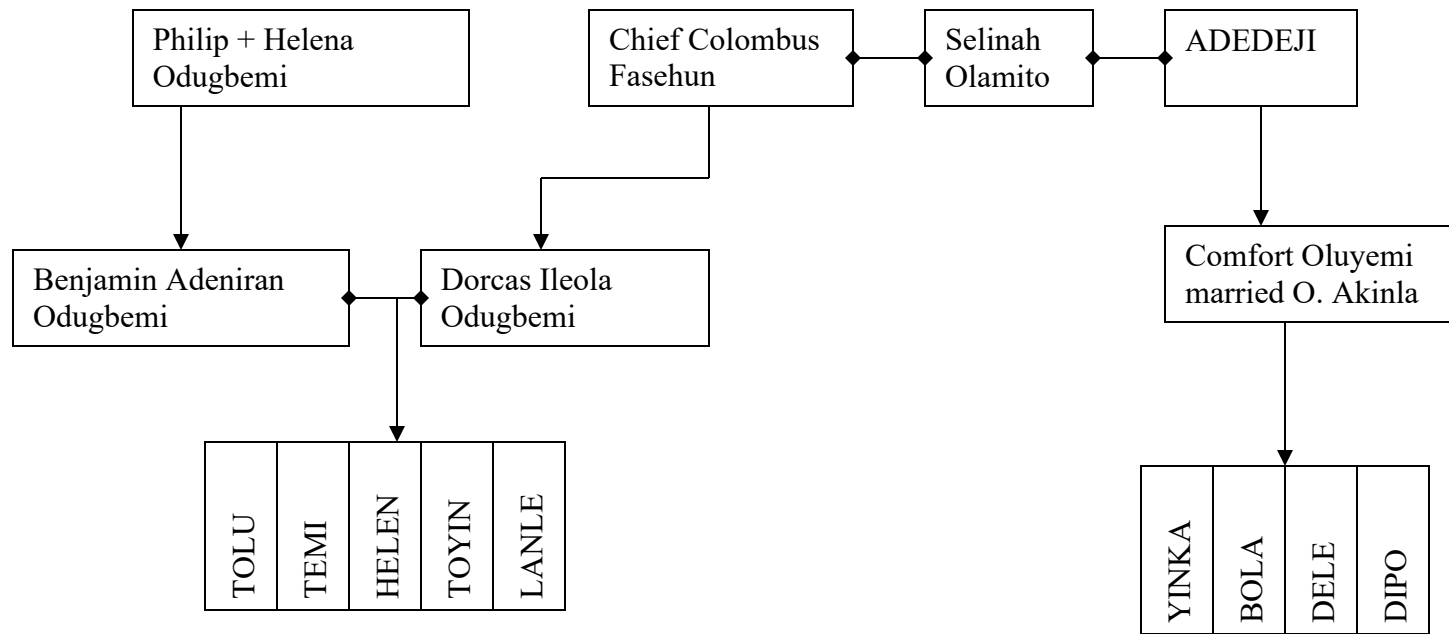 Philip + Helena
Odugbemi
Chief Colombus
Fasehun
Selinah
Olamito
ADEDEJI
Benjamin Adeniran
Odugbemi
Dorcas Ileola
Odugbemi
Comfort Oluyemi
married O. Akinla
TOLU
TEMI
HELEN
TOYIN
LANLE
YINKA
BOLA
DELE
DIPO